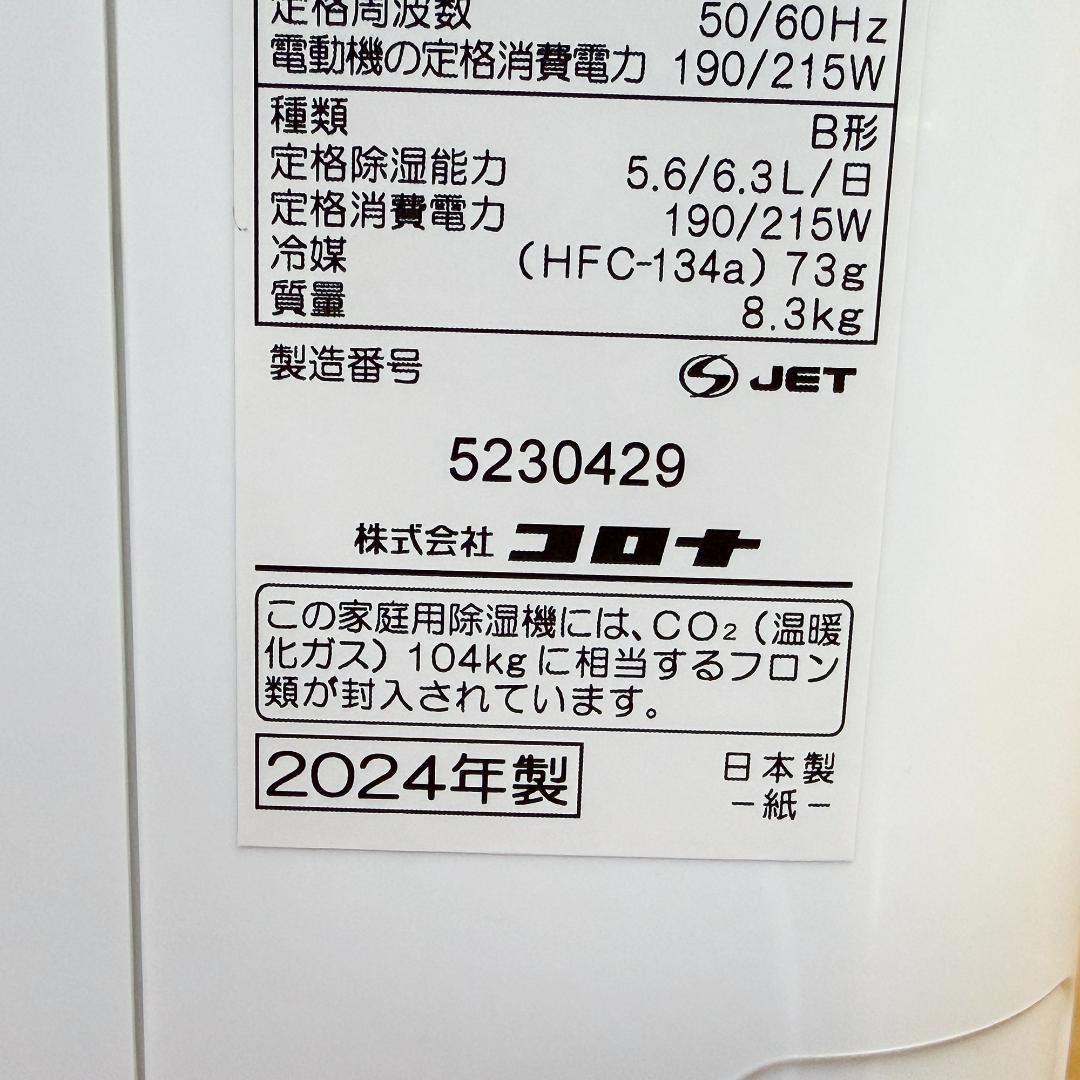 定格周波数 50/60Hz
電動機の定格消費電力 190/215W
種類 B形
定格除湿能力 5.6/6.3L/日
定格消費電力 190/215W
冷媒 (HFC-134a) 73g
質量 8.3kg
製造番号 JET
5230429
株式会社 コロナ
この家庭用除湿機には、CO₂(温暖
化ガス)104kgに相当するフロン
類が封入されています。
2024年製 日本製
-紙-